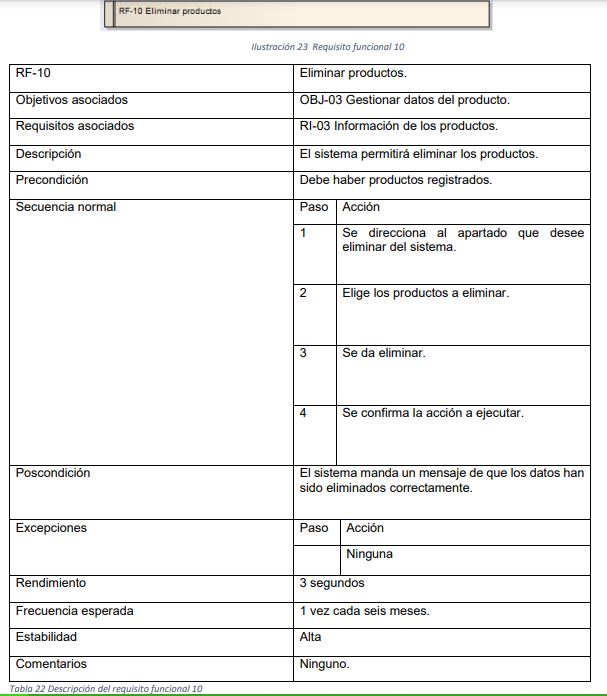 RF-10 Eliminar productos
Ilustración 23 Requisito funcional 10
RF-10 Eliminar productos.
Objetivos asociados OBJ-03 Gestionar datos del producto.
Requisitos asociados RI-03 Información de los productos.
Descripción El sistema permitirá eliminar los productos.
Precondición Debe haber productos registrados.
Secuencia normal Paso Acción
1 Se direcciona al apartado que desee
eliminar del sistema.
2 Elige los productos a eliminar.
3 Se da eliminar.
4 Se confirma la acción a ejecutar.
Poscondición El sistema manda un mensaje de que los datos han
sido eliminados correctamente.
Excepciones Paso Acción
Ninguna
Rendimiento 3 segundos
Frecuencia esperada 1 vez cada seis meses.
Estabilidad Alta
Comentarios Ninguno.
Tabla 22 Descripción del requisito funcional 10